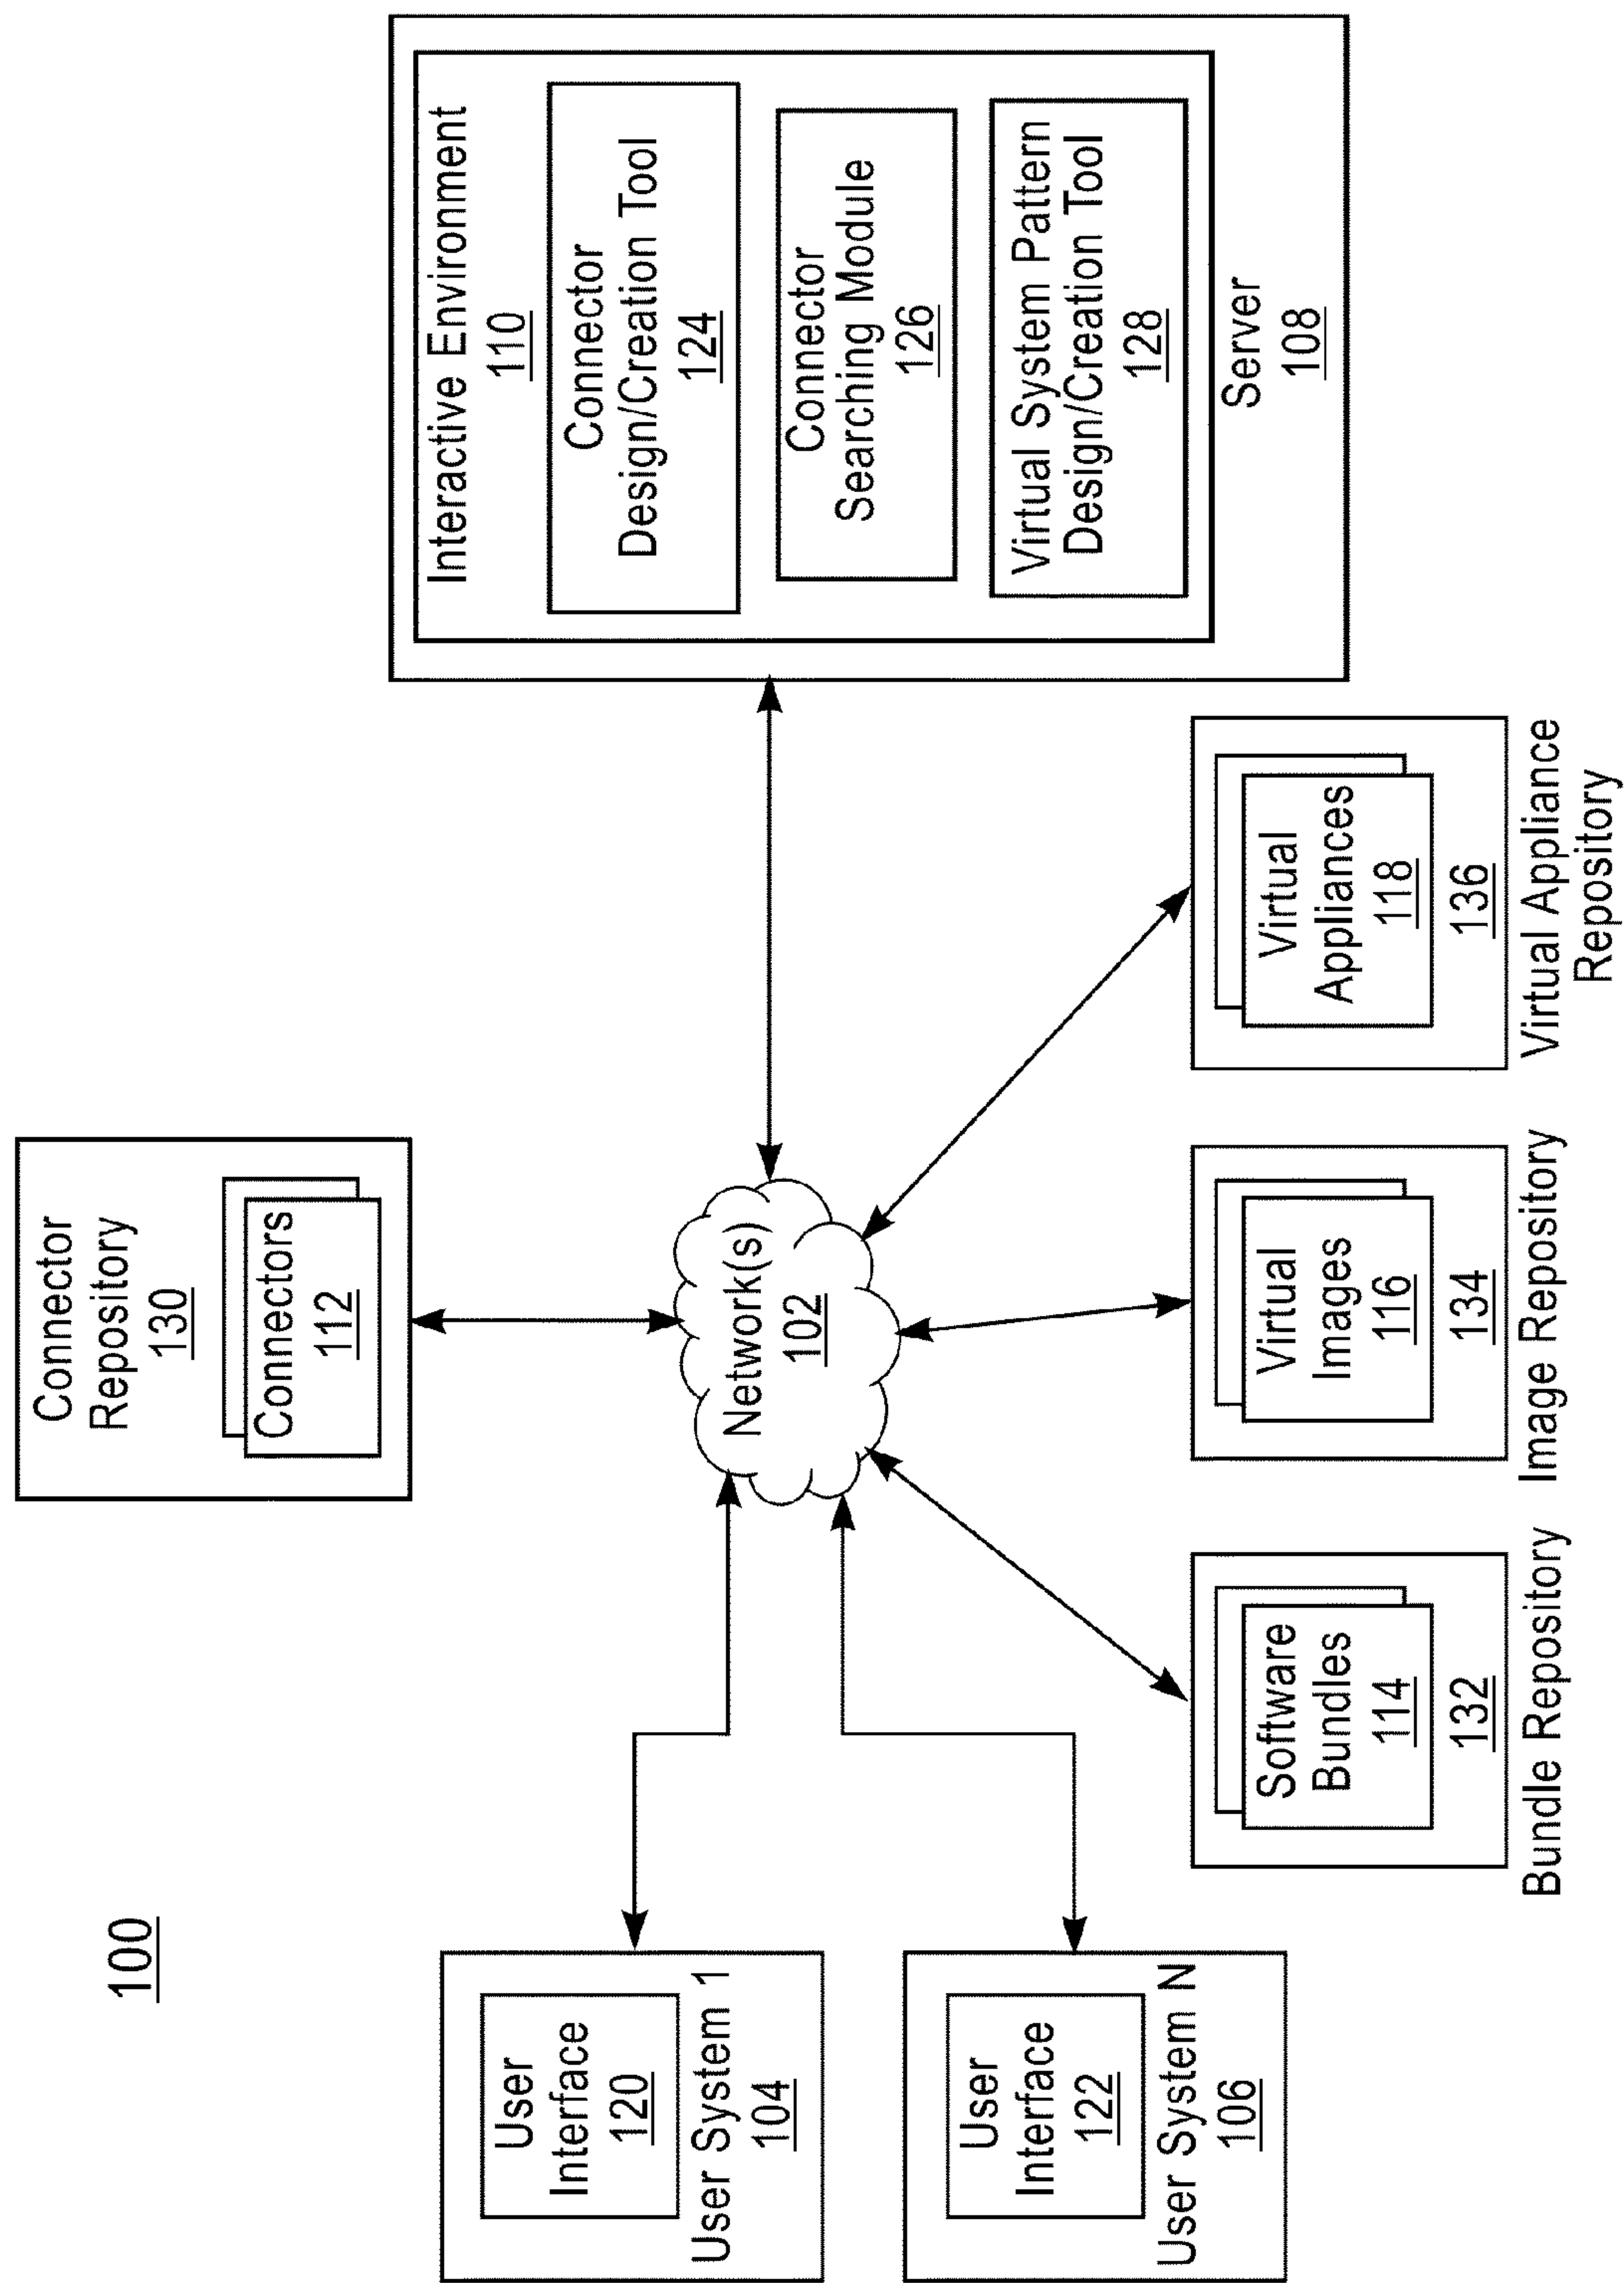 100
Connector
Repository
130
Connectors
112
User
Interface
120
User System 1
104
User
Interface
122
User System N
106
Network(s)
102
Interactive Environment
110
Connector
Design/Creation Tool
124
Connector
Searching Module
126
Virtual System Pattern
Design/Creation Tool
128
Server
108
Software
Bundles
114
132
Bundle Repository
Virtual
Images
116
134
Image Repository
Virtual
Appliances
118
136
Virtual Appliance
Repository